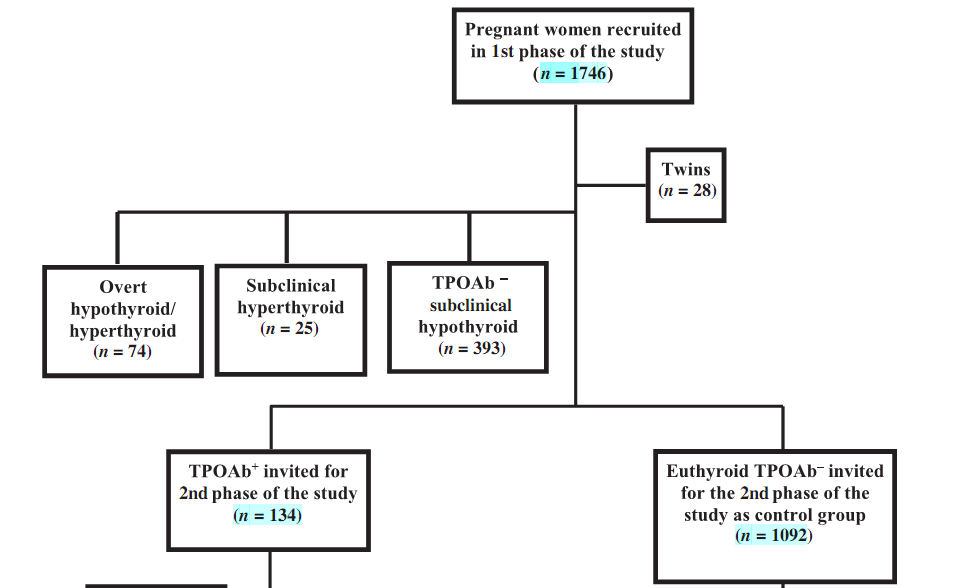 Pregnant women recruited
in 1st phase of the study
(n = 1746)
Twins
(n = 28)
Overt
hypothyroid/
hyperthyroid
(n = 74)
Subclinical
hyperthyroid
(n = 25)
TPOAb⁻
subclinical
hypothyroid
(n = 393)
TPOAb⁺ invited for
2nd phase of the study
(n = 134)
Euthyroid TPOAb⁻ invited
for the 2nd phase of the
study as control group
(n = 1092)